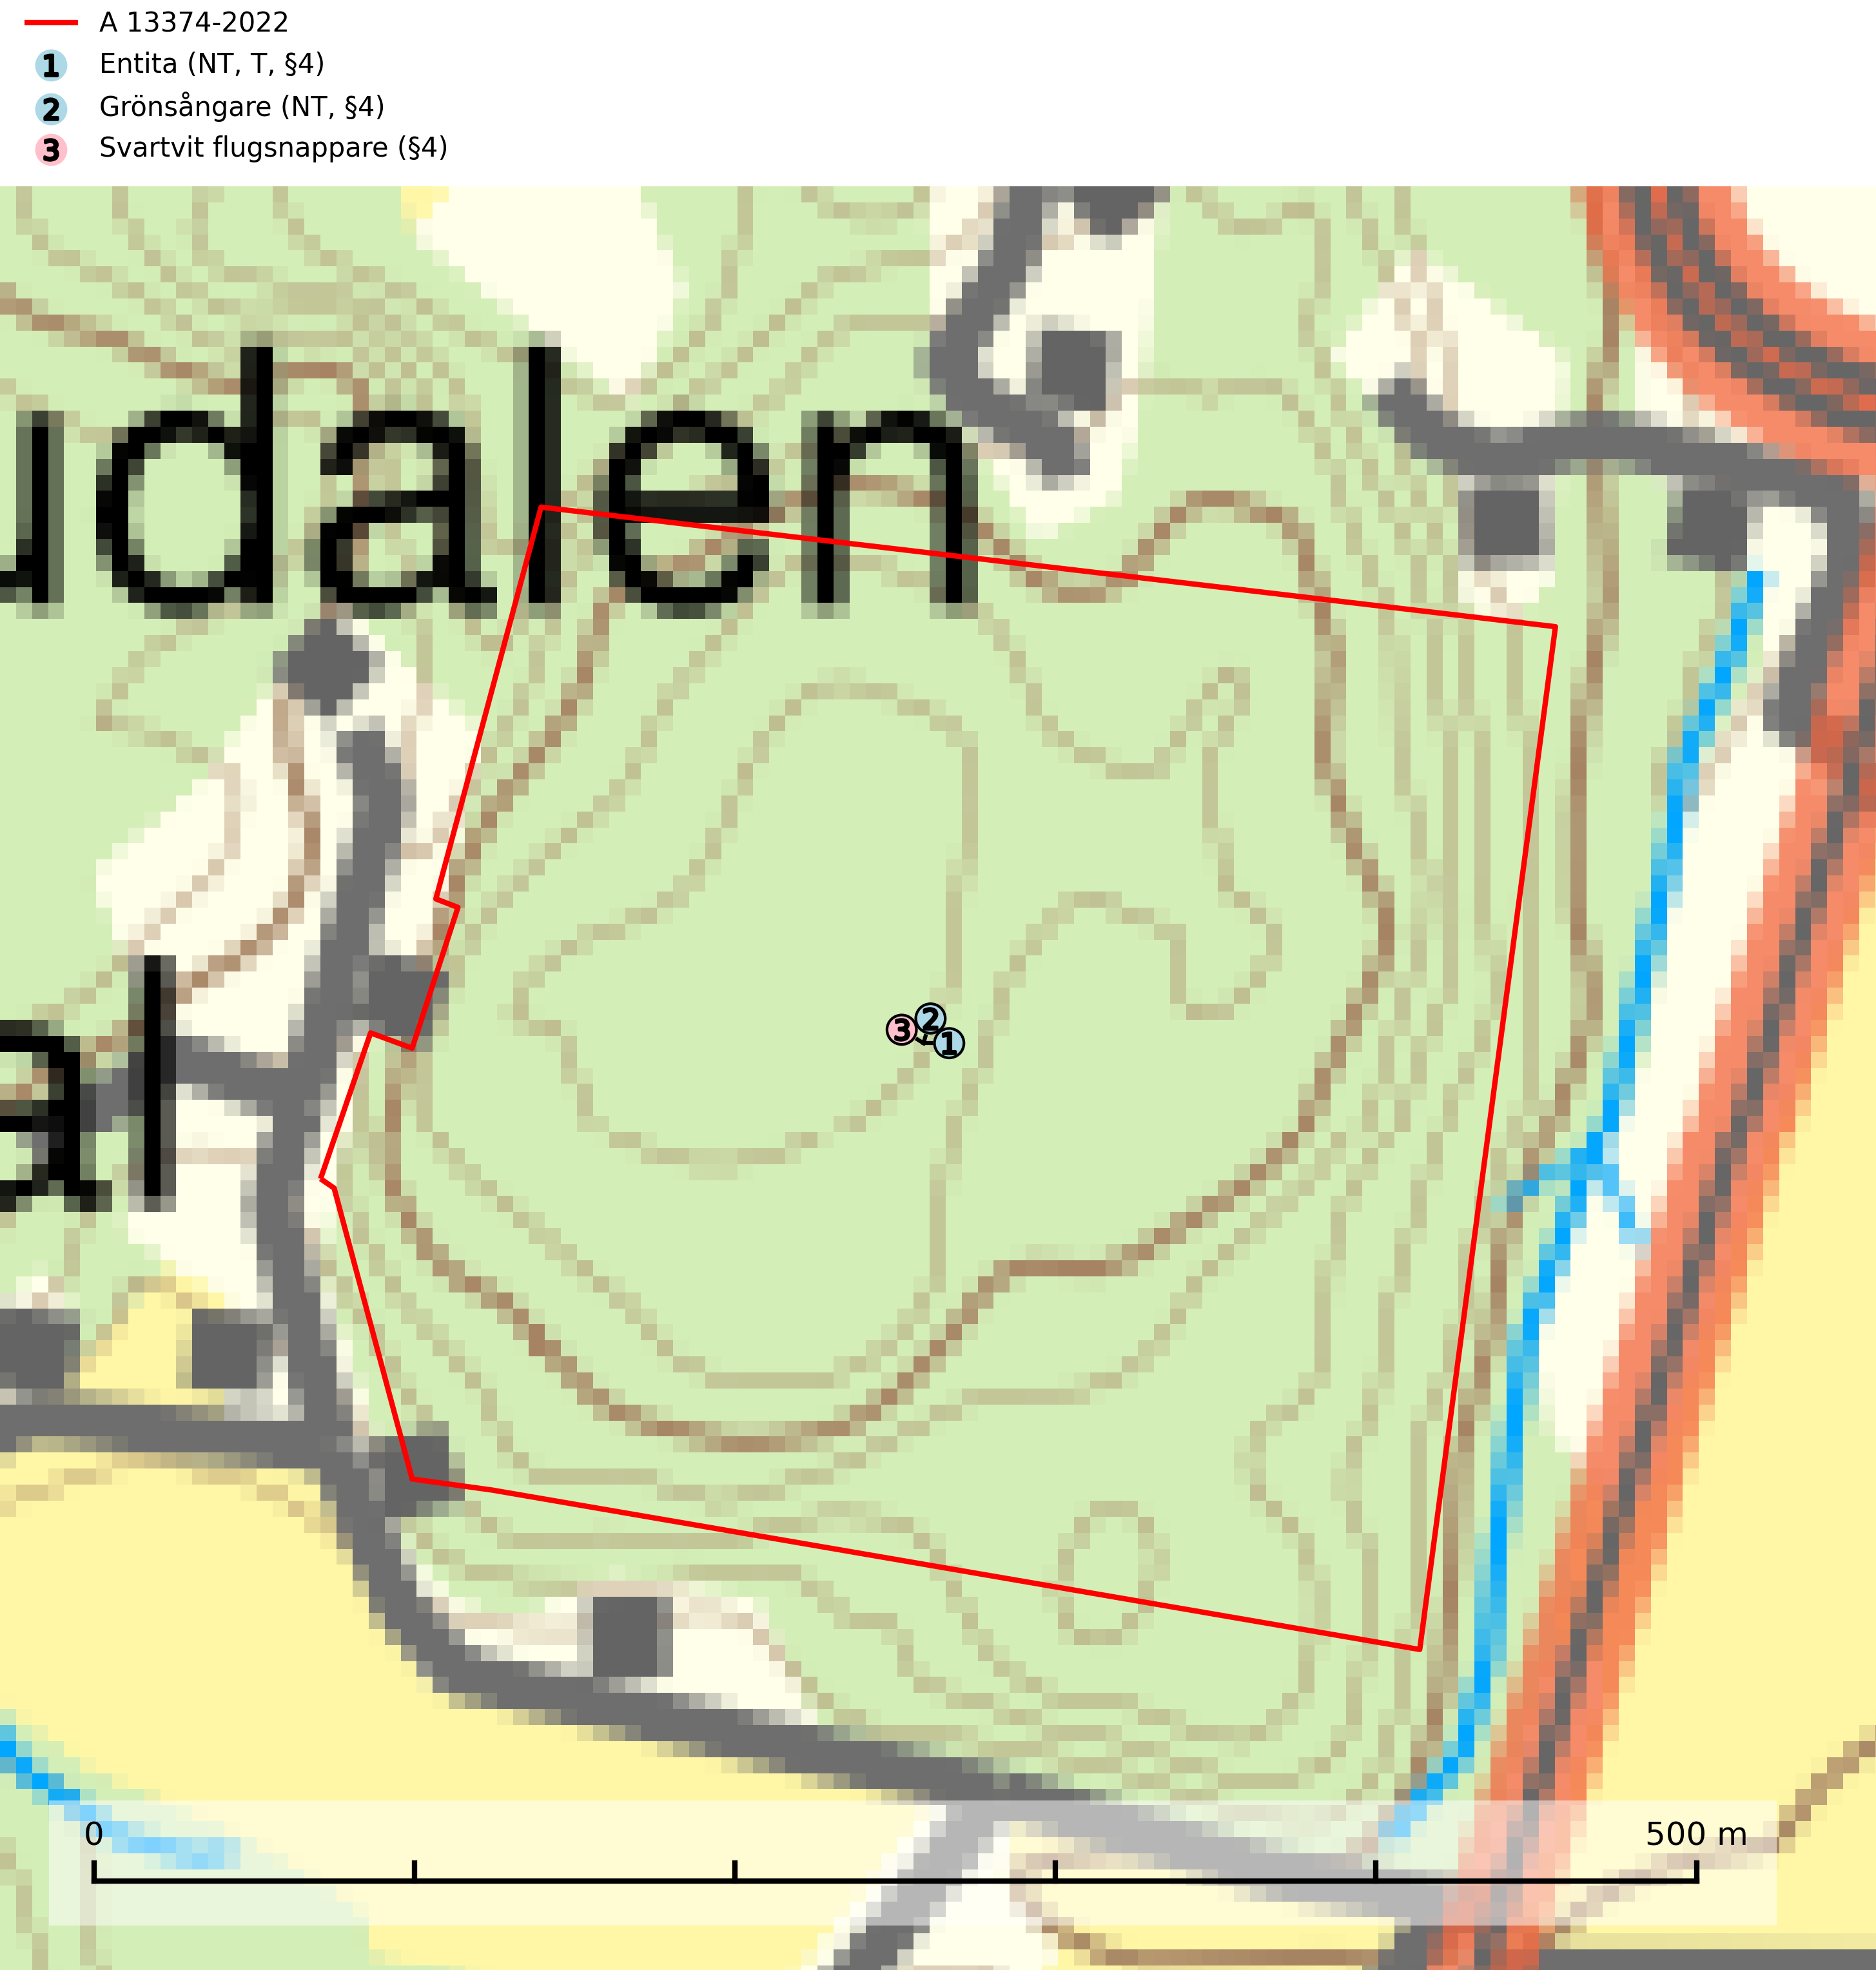 A 13374-2022
1 Entita (NT, T, §4)
2 Grönsångare (NT, §4)
3 Svartvit flugsnappare (§4)
dalen
2
3
1
al
0 500 m